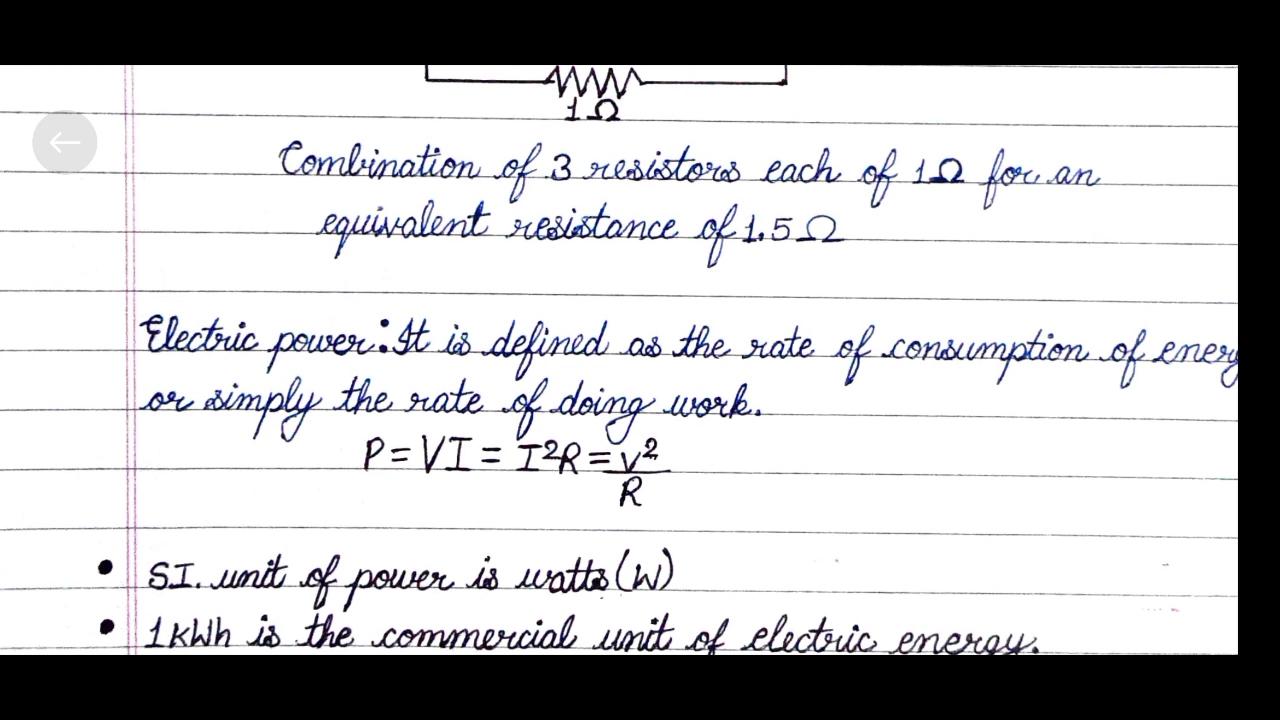 1Ω
Combination of 3 resistors each of 1Ω for an
equivalent resistance of 1.5Ω
Electric power: It is defined as the rate of consumption of energ
or simply the rate of doing work.
P = VI = I²R = V²/R
• SI. unit of power is watts (W)
• 1kWh is the commercial unit of electric energy.